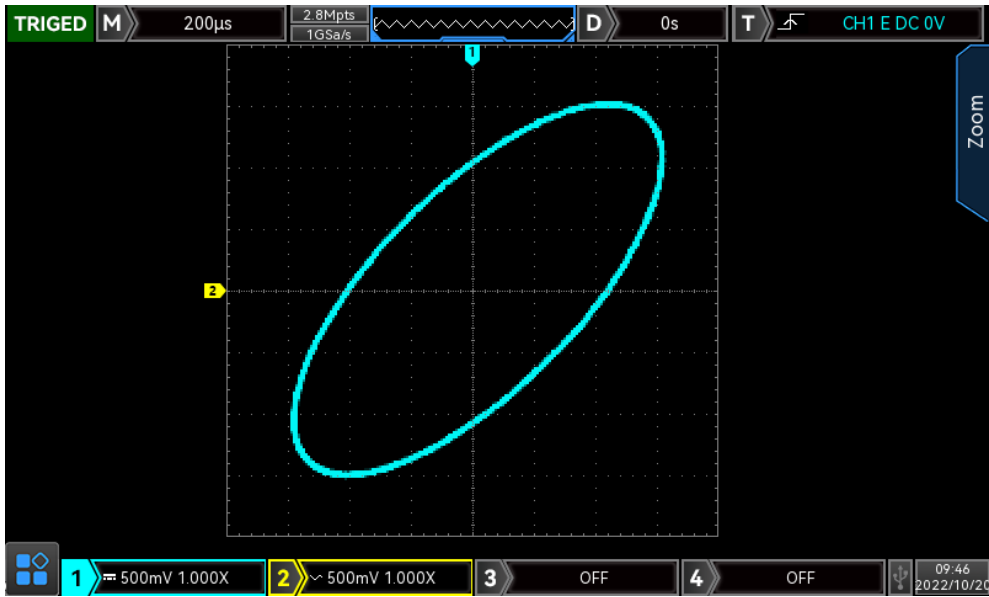 TRIGED M 200μs 2.8Mpts D 0s T CH1 E DC 0V
1GSa/s
1
Zoom
2
1 500mV 1.000X 2 500mV 1.000X 3 OFF 4 OFF 09:46
2022/10/20